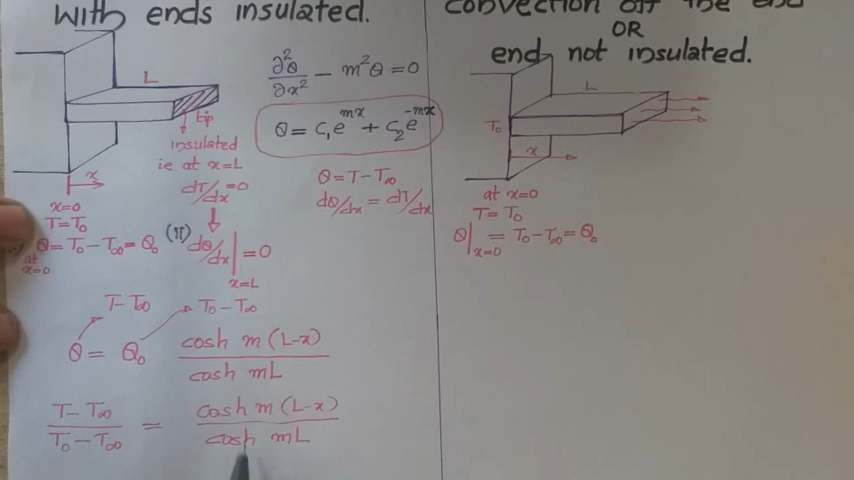 with ends insulated.
L
∂²θ/∂x² - m²θ = 0
θ = C₁e^mx + C₂e^-mx
tip
insulated
ie at x=L
dT/dx = 0
x
x=0
T=T₀
θ = T - T∞
dθ/dx = dT/dx
θ = T₀ - T∞ = θ₀
at x=0
(II) dθ/dx | x=L = 0
T - T∞
T₀ - T∞
θ = θ₀ cosh m (L-x) / cosh mL
T - T∞ / T₀ - T∞ = cosh m (L-x) / cosh mL
convection off the end
OR
end not insulated.
L
T₀
x
at x=0
T = T₀
θ | x=0 = T₀ - T∞ = θ₀